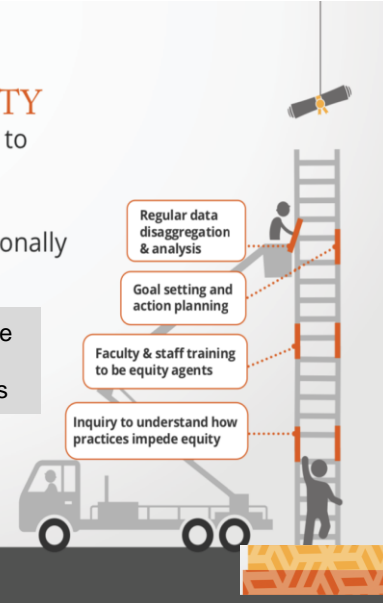 TY
to
onally
e
s
Regular data
disaggregation
& analysis
Goal setting and
action planning
Faculty & staff training
to be equity agents
Inquiry to understand how
practices impede equity